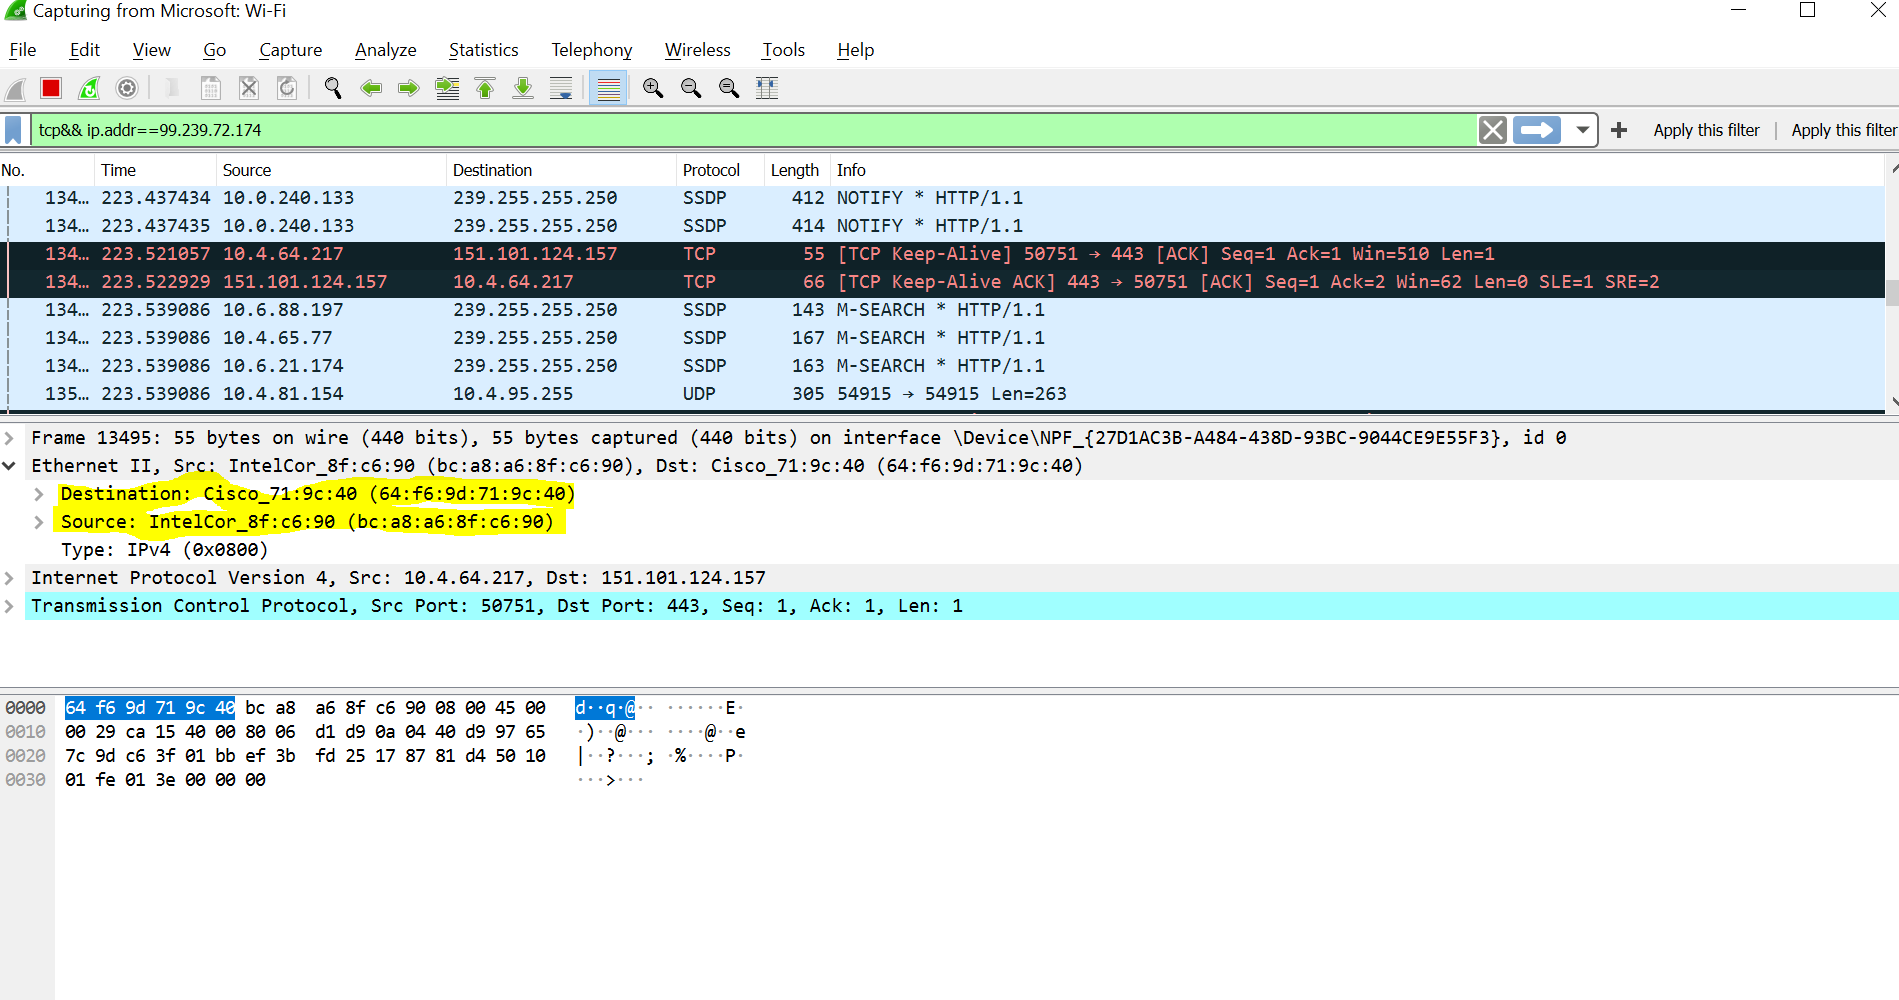 Capturing from Microsoft: Wi-Fi
File Edit View Go Capture Analyze Statistics Telephony Wireless Tools Help
tcp&& ip.addr==99.239.72.174
Apply this filter | Apply this filter
No. Time Source Destination Protocol Length Info
134… 223.437434 10.0.240.133 239.255.255.250 SSDP 412 NOTIFY * HTTP/1.1
134… 223.437435 10.0.240.133 239.255.255.250 SSDP 414 NOTIFY * HTTP/1.1
134… 223.521057 10.4.64.217 151.101.124.157 TCP 55 [TCP Keep-Alive] 50751 → 443 [ACK] Seq=1 Ack=1 Win=510 Len=1
134… 223.522929 151.101.124.157 10.4.64.217 TCP 66 [TCP Keep-Alive ACK] 443 → 50751 [ACK] Seq=1 Ack=2 Win=62 Len=0 SLE=1 SRE=2
134… 223.539086 10.6.88.197 239.255.255.250 SSDP 143 M-SEARCH * HTTP/1.1
134… 223.539086 10.4.65.77 239.255.255.250 SSDP 167 M-SEARCH * HTTP/1.1
134… 223.539086 10.6.21.174 239.255.255.250 SSDP 163 M-SEARCH * HTTP/1.1
135… 223.539086 10.4.81.154 10.4.95.255 UDP 305 54915 → 54915 Len=263
Frame 13495: 55 bytes on wire (440 bits), 55 bytes captured (440 bits) on interface \Device\NPF_{27D1AC3B-A484-438D-93BC-9044CE9E55F3}, id 0
Ethernet II, Src: IntelCor_8f:c6:90 (bc:a8:a6:8f:c6:90), Dst: Cisco_71:9c:40 (64:f6:9d:71:9c:40)
Destination: Cisco_71:9c:40 (64:f6:9d:71:9c:40)
Source: IntelCor_8f:c6:90 (bc:a8:a6:8f:c6:90)
Type: IPv4 (0x0800)
Internet Protocol Version 4, Src: 10.4.64.217, Dst: 151.101.124.157
Transmission Control Protocol, Src Port: 50751, Dst Port: 443, Seq: 1, Ack: 1, Len: 1
0000 64 f6 9d 71 9c 40 bc a8 a6 8f c6 90 08 00 45 00 d··q·@·· ······E·
0010 00 29 ca 15 40 00 80 06 d1 d9 0a 04 40 d9 97 65 ·)··@··· ····@··e
0020 7c 9d c6 3f 01 bb ef 3b fd 25 17 87 81 d4 50 10 |··?···; ·%····P·
0030 01 fe 01 3e 00 00 00 ···>···